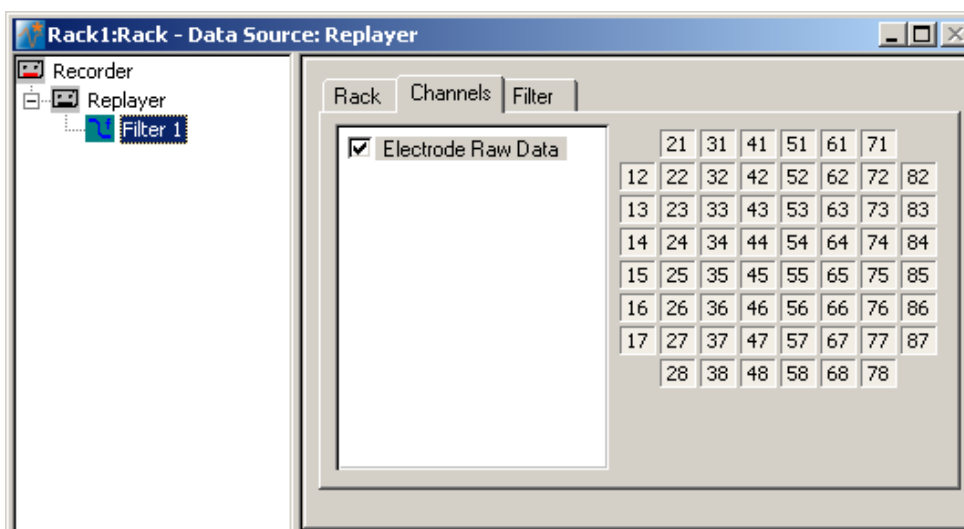 Rack1:Rack - Data Source: Replayer
Recorder
Replayer
Filter 1
Rack Channels Filter
Electrode Raw Data
21 31 41 51 61 71
12 22 32 42 52 62 72 82
13 23 33 43 53 63 73 83
14 24 34 44 54 64 74 84
15 25 35 45 55 65 75 85
16 26 36 46 56 66 76 86
17 27 37 47 57 67 77 87
28 38 48 58 68 78